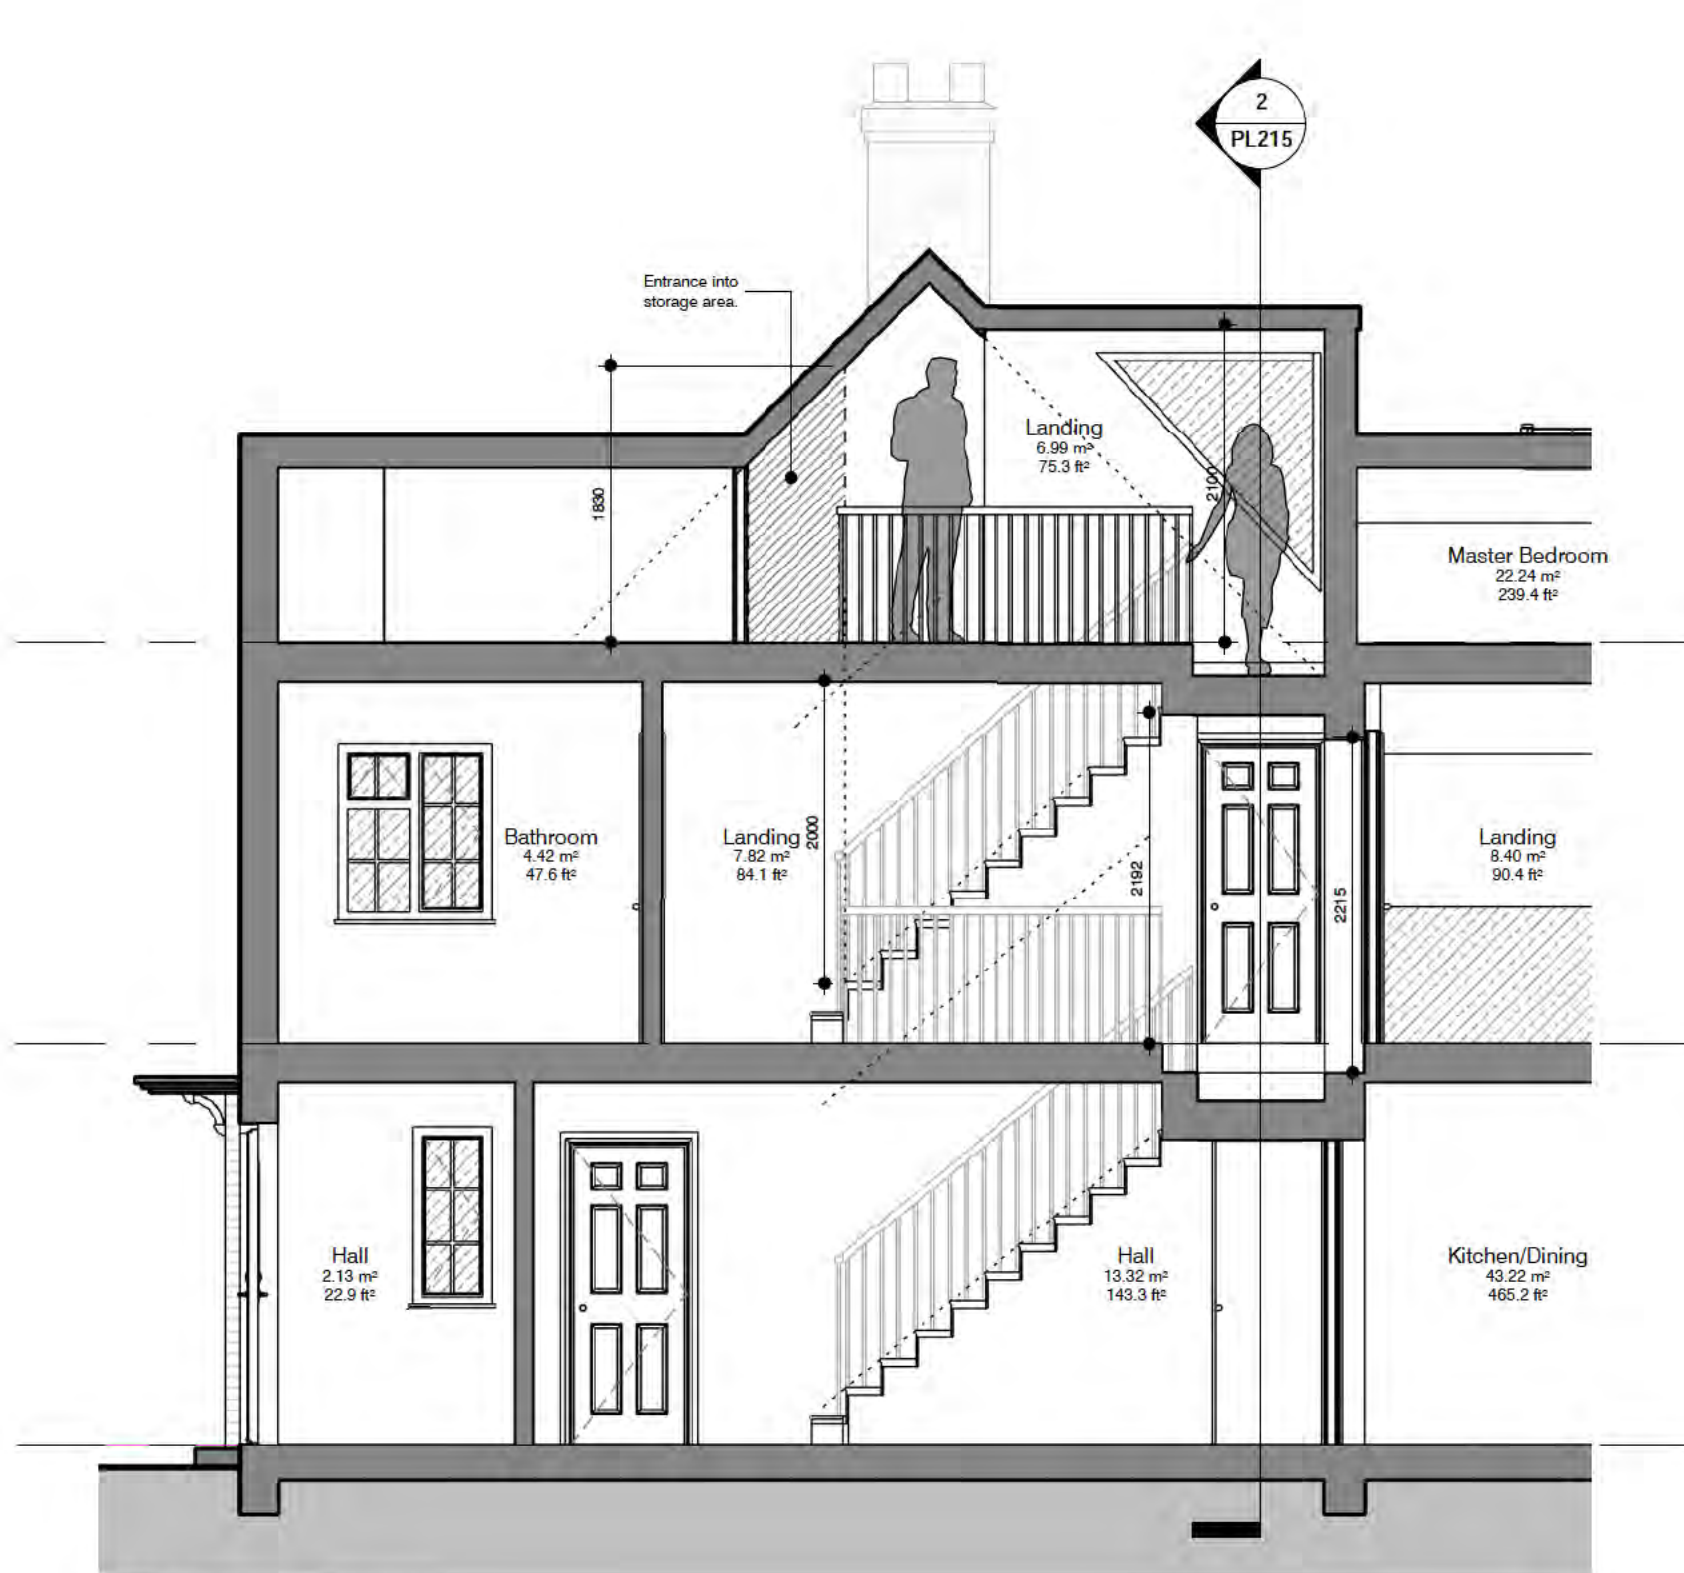 2
PL215
Entrance into
storage area.
1830
Landing
6.99 m²
75.3 ft²
2100
Master Bedroom
22.24 m²
239.4 ft²
Bathroom
4.42 m²
47.6 ft²
Landing
7.82 m²
84.1 ft²
2000
2192
2215
Landing
8.40 m²
90.4 ft²
Hall
2.13 m²
22.9 ft²
Hall
13.32 m²
143.3 ft²
Kitchen/Dining
43.22 m²
465.2 ft²